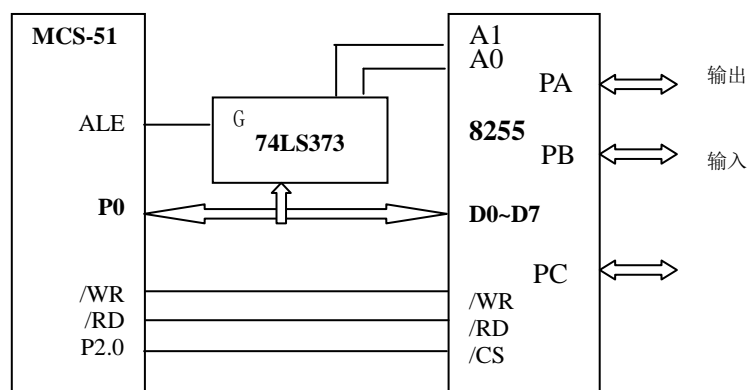 MCS-51
ALE
P0
/WR
/RD
P2.0
G
74LS373
A1
A0
PA
8255
PB
D0~D7
PC
/WR
/RD
/CS
输出
输入